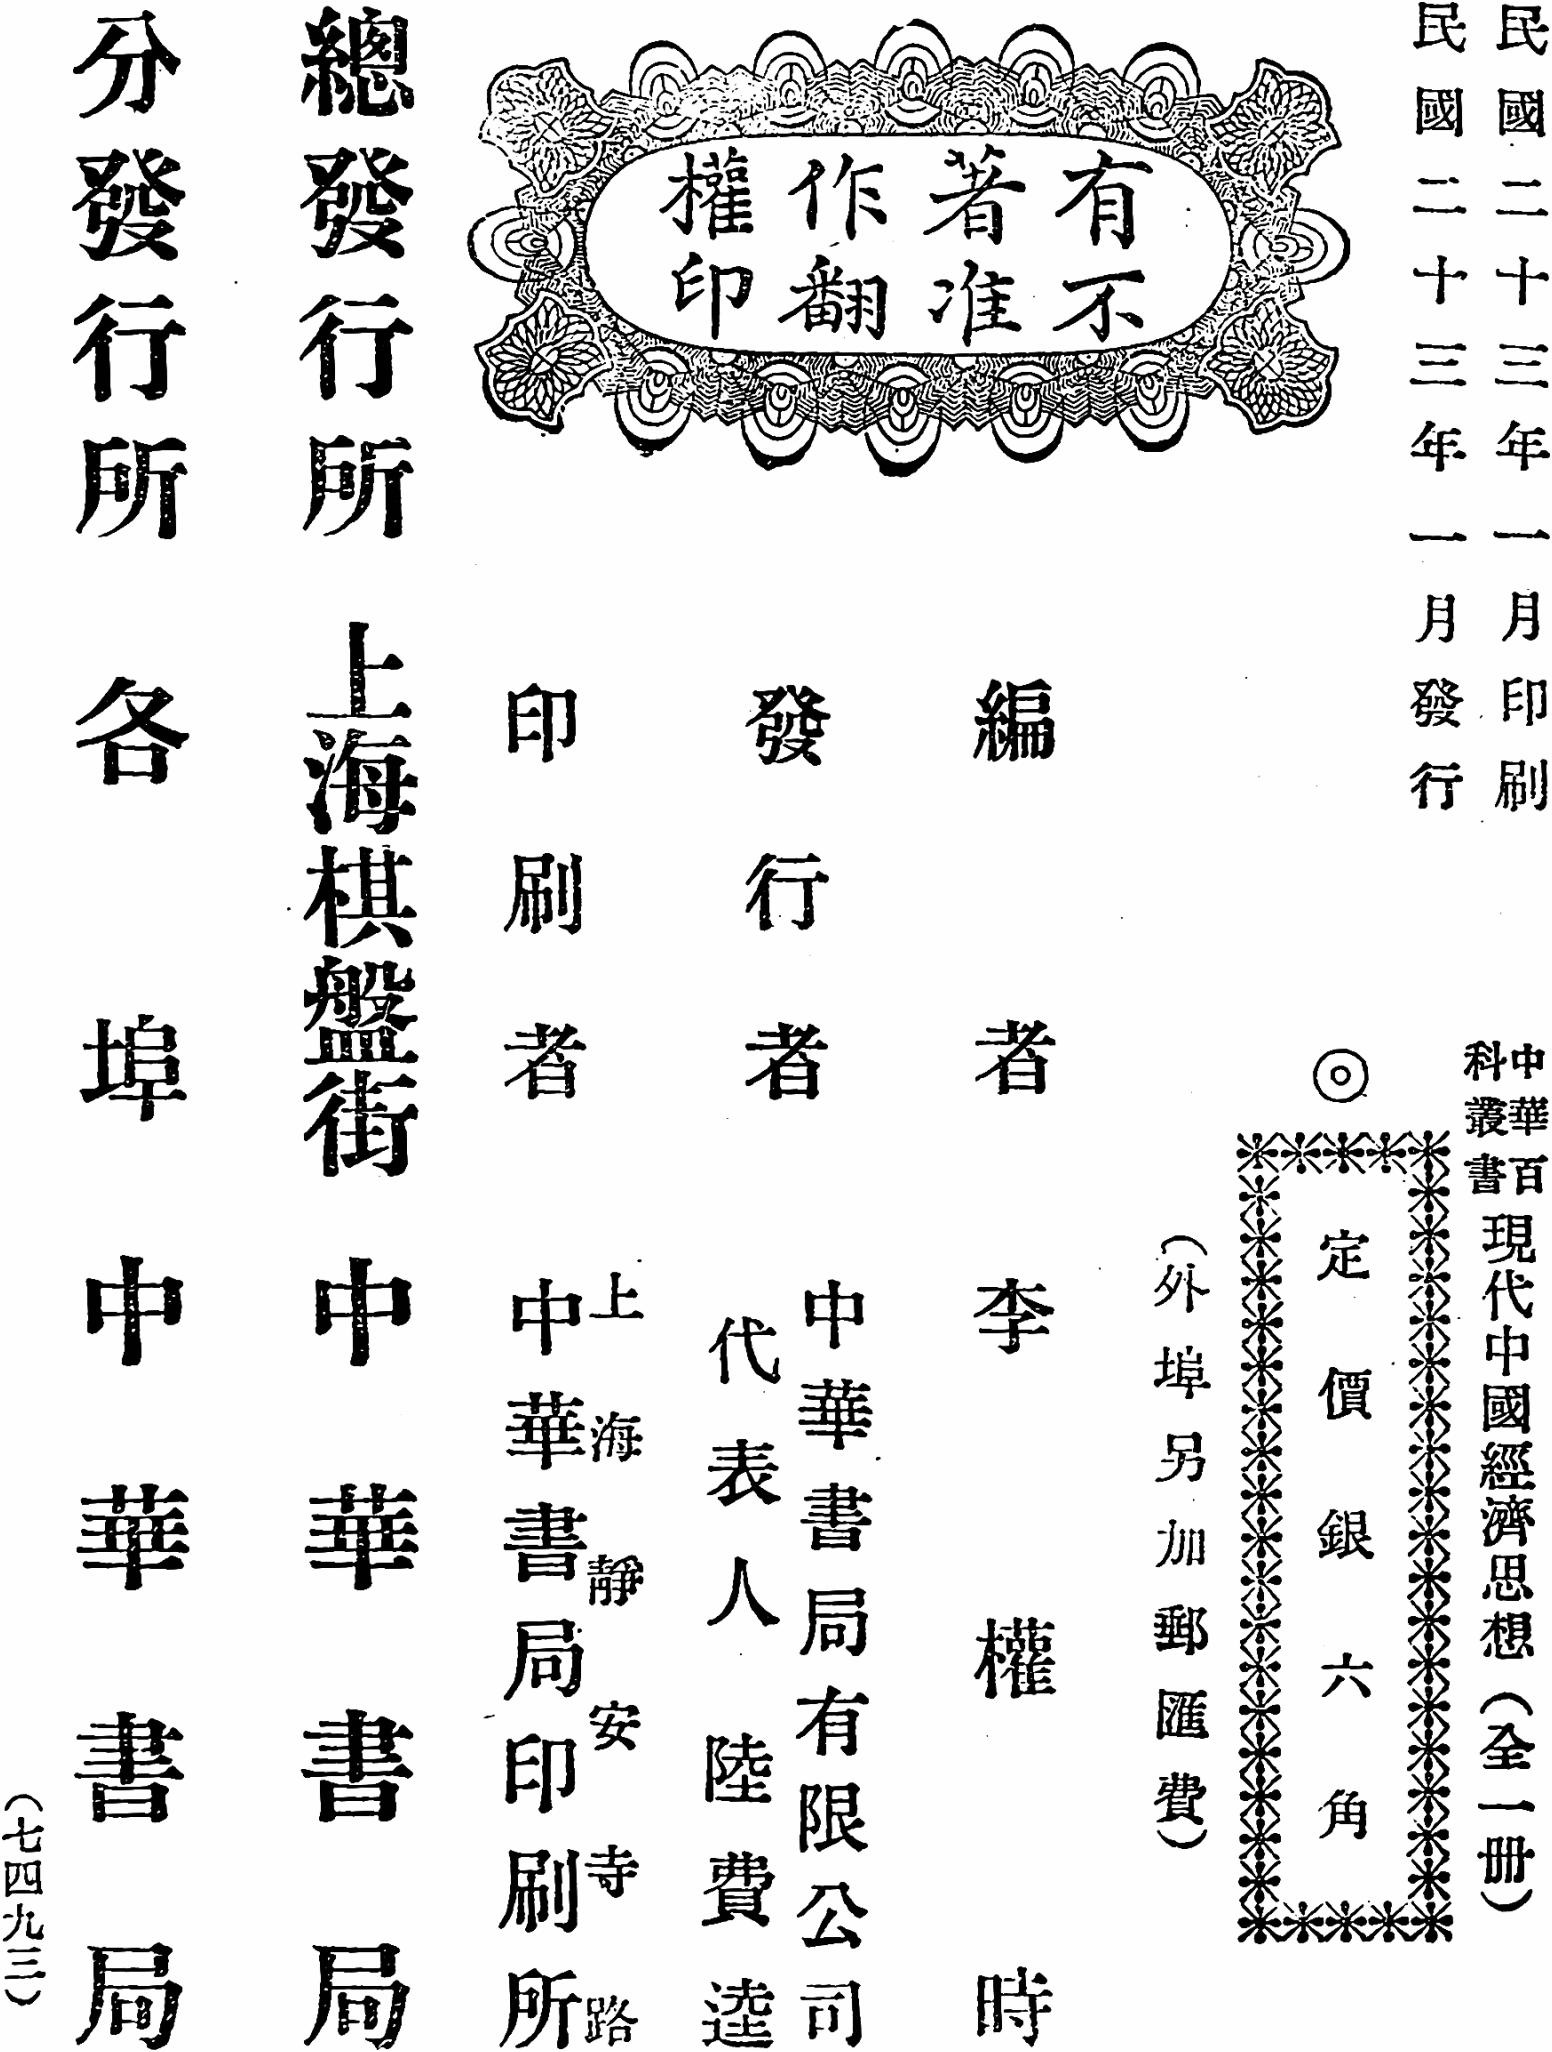 民國二十三年一月印刷
民國二十三年一月發行
中華百科叢書
現代中國經濟思想（全一册）
◎
定價銀六角
（外埠另加郵匯費）
有著作權
不准翻印
編者 李權時
發行者 中華書局有限公司
代表人 陸費逵
印刷者 上海靜安寺路
中華書局印刷所
總發行所 上海棋盤街 中華書局
分發行所 各埠 中華書局
（七四九三）